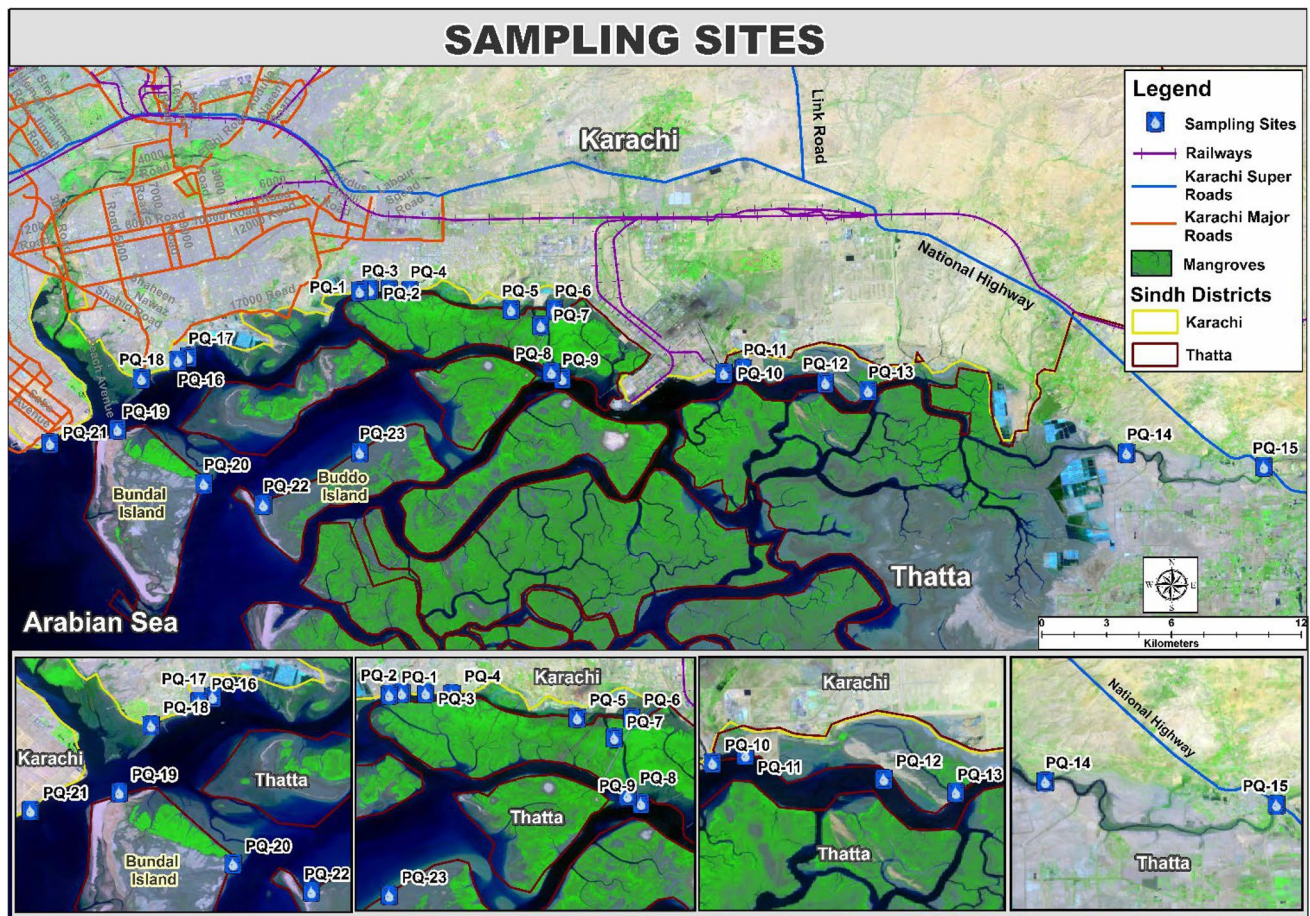 SAMPLING SITES
Karachi
Link Road
National Highway
4000
Road
6000
8000 Road
10000 Road
12000 Road
17000 Road
Shaheen
Nawaz
Shahid Road
Beach Avenue
PQ-1
PQ-3
PQ-4
PQ-2
PQ-5
PQ-6
PQ-7
PQ-8
PQ-9
PQ-11
PQ-10
PQ-12
PQ-13
PQ-14
PQ-15
PQ-17
PQ-18
PQ-16
PQ-19
PQ-21
PQ-20
PQ-23
PQ-22
Bundal
Island
Buddo
Island
Thatta
Arabian Sea
Legend
Sampling Sites
Railways
Karachi Super
Roads
Karachi Major
Roads
Mangroves
Sindh Districts
Karachi
Thatta
N
W
E
S
0
3
6
12
Kilometers
PQ-17
PQ-16
PQ-18
Karachi
PQ-19
PQ-21
Thatta
Bundal
Island
PQ-20
PQ-22
PQ-2
PQ-1
PQ-4
PQ-3
Karachi
PQ-5
PQ-6
PQ-7
PQ-9
PQ-8
Thatta
PQ-23
Karachi
PQ-10
PQ-11
PQ-12
PQ-13
Thatta
National Highway
PQ-14
PQ-15
Thatta